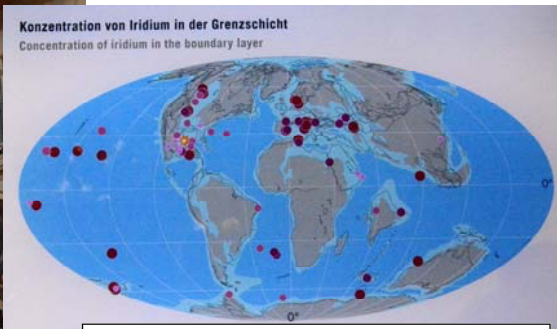 Konzentration von Iridium in der Grenzschicht
Concentration of iridium in the boundary layer
0°
0°